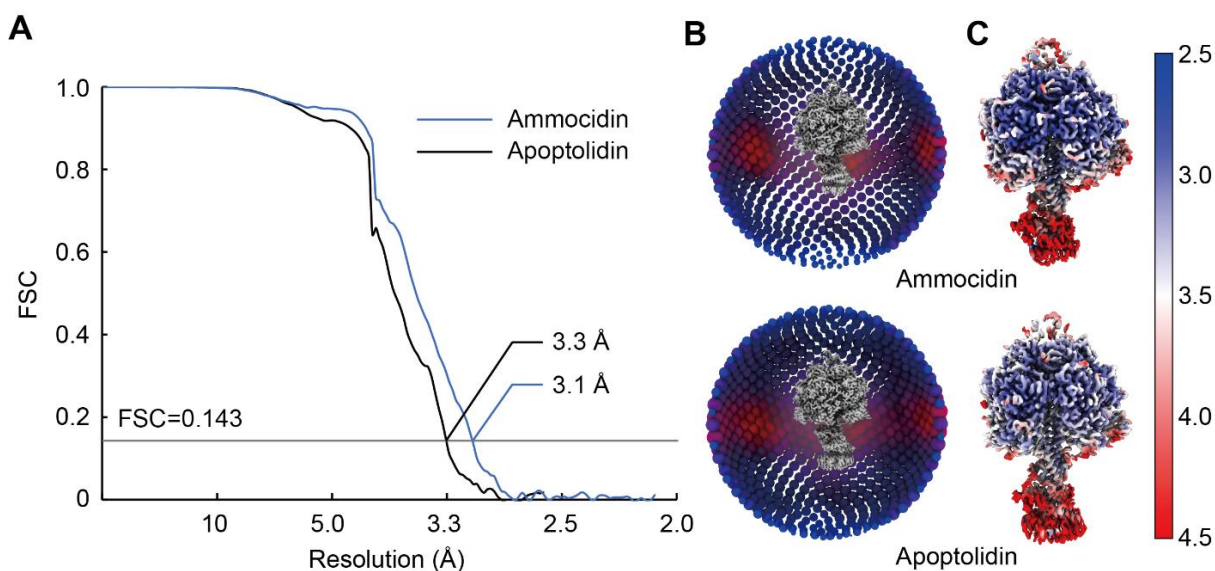 A
1.0
0.8
0.6
0.4
0.2
0
FSC
Ammocidin
Apoptolidin
3.3 Å
3.1 Å
FSC=0.143
10
5.0
3.3
2.5
2.0
Resolution (Å)
B
Ammocidin
Apoptolidin
C
2.5
3.0
3.5
4.0
4.5